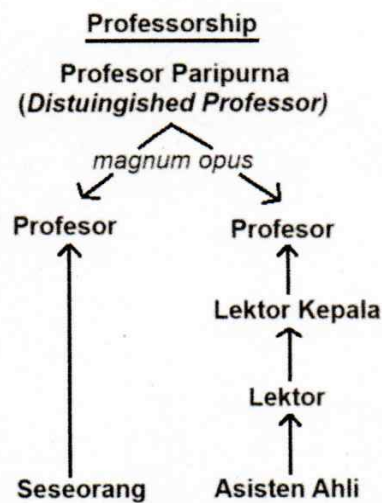 Professorship
Profesor Paripurna
(Distuingished Professor)
magnum opus
Profesor Profesor
Lektor Kepala
Lektor
Seseorang Asisten Ahli